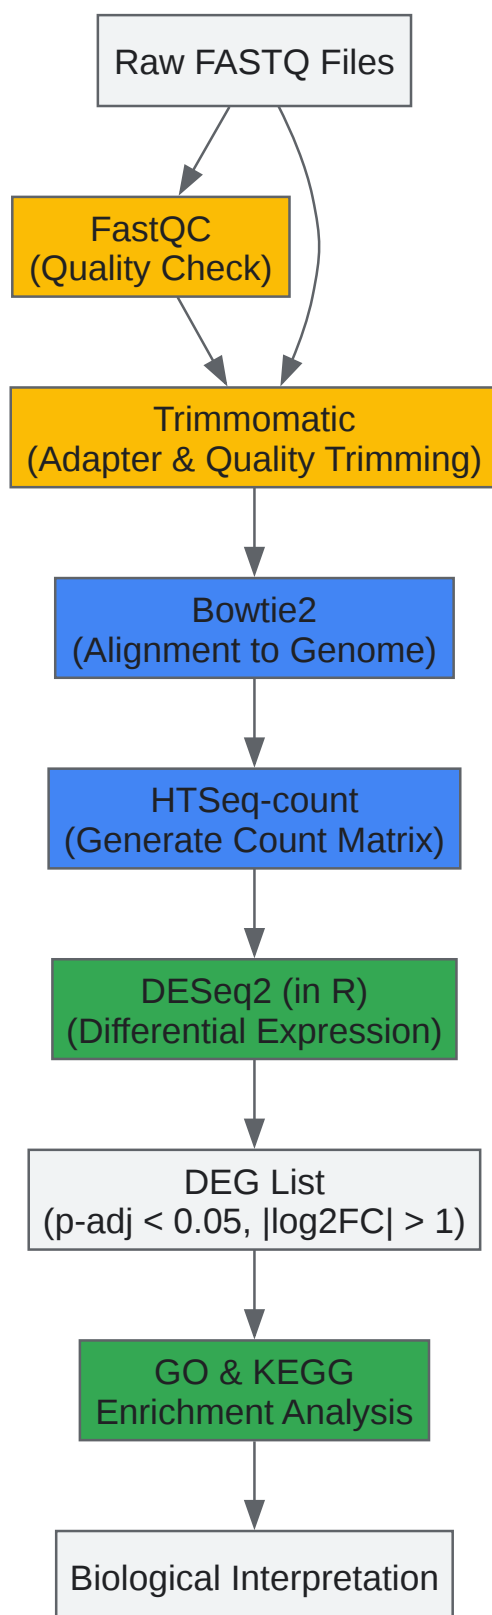 Raw FASTQ Files
FastQC
(Quality Check)
Trimmomatic
(Adapter & Quality Trimming)
Bowtie2
(Alignment to Genome)
HTSeq-count
(Generate Count Matrix)
DESeq2 (in R)
(Differential Expression)
DEG List
(p-adj < 0.05, |log2FC| > 1)
GO & KEGG
Enrichment Analysis
Biological Interpretation